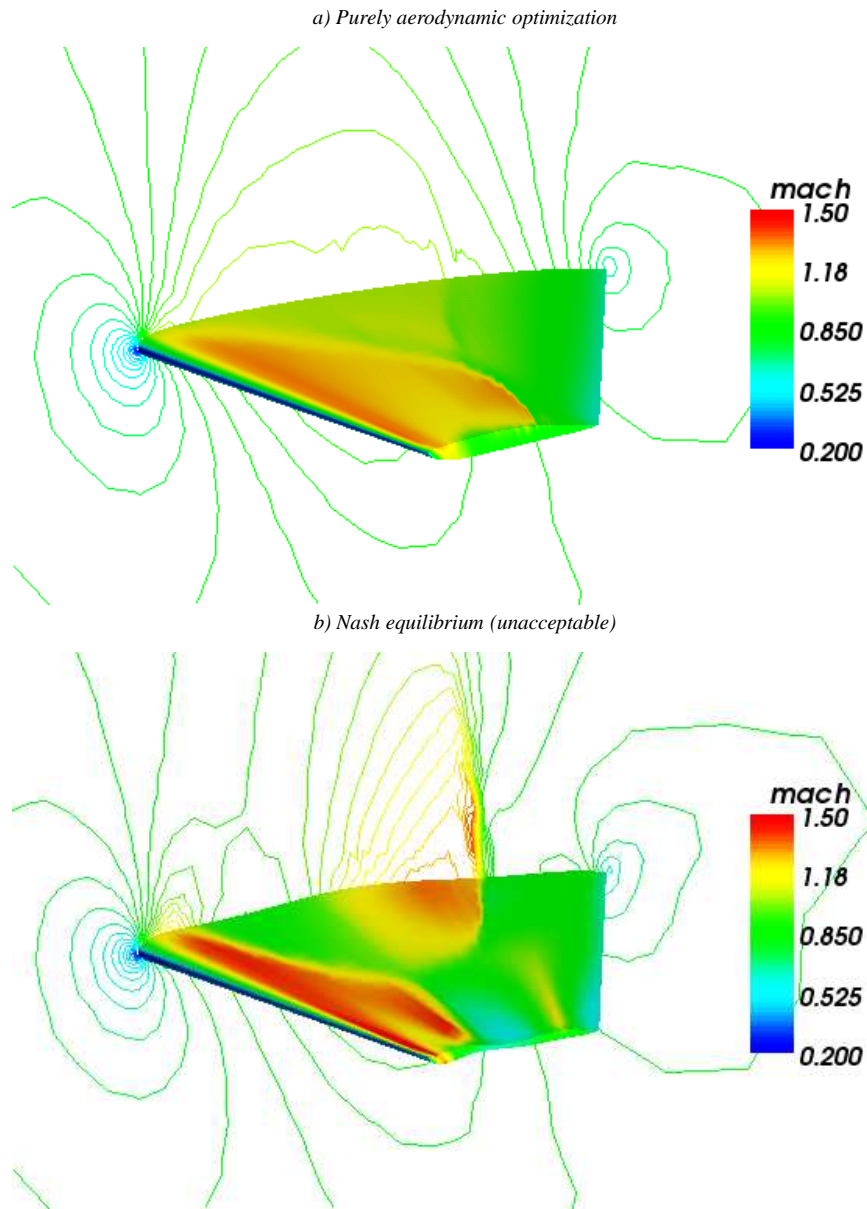 a) Purely aerodynamic optimization
mach
1.50
1.18
0.850
0.525
0.200
b) Nash equilibrium (unacceptable)
mach
1.50
1.18
0.850
0.525
0.200